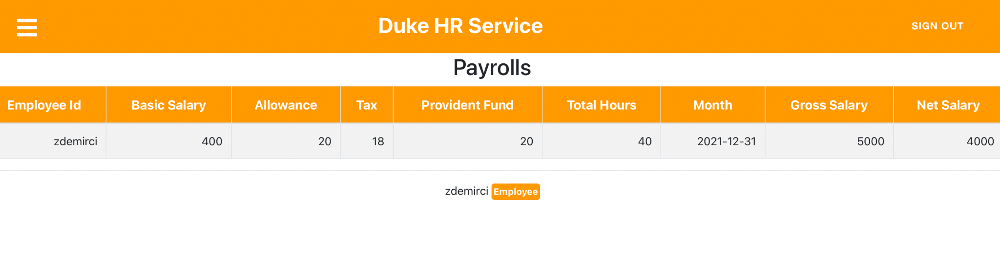 Duke HR Service SIGN OUT
Payrolls
Employee Id Basic Salary Allowance Tax Provident Fund Total Hours Month Gross Salary Net Salary
zdemirci 400 20 18 20 40 2021-12-31 5000 4000
zdemirci Employee